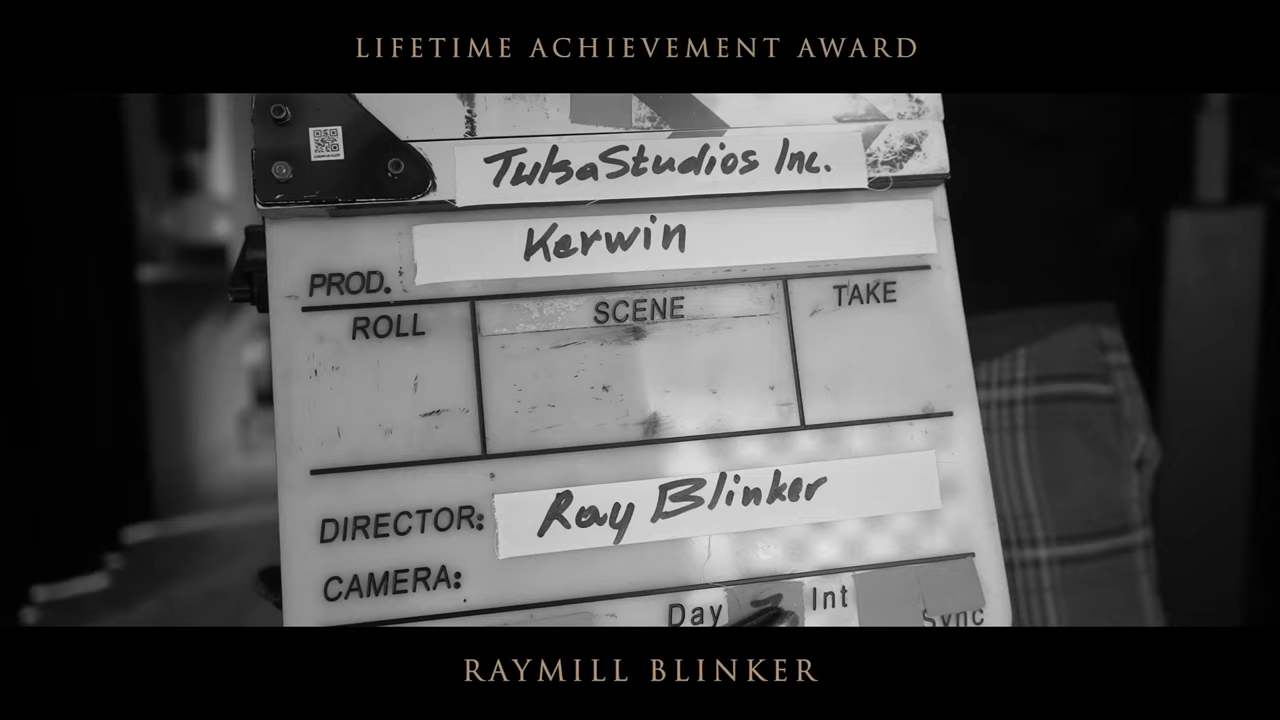 LIFETIME ACHIEVEMENT AWARD
TulsaStudios Inc.
Kerwin
PROD.
ROLL SCENE TAKE
DIRECTOR: Ray Blinker
CAMERA:
Day Int
Sync
RAYMILL BLINKER